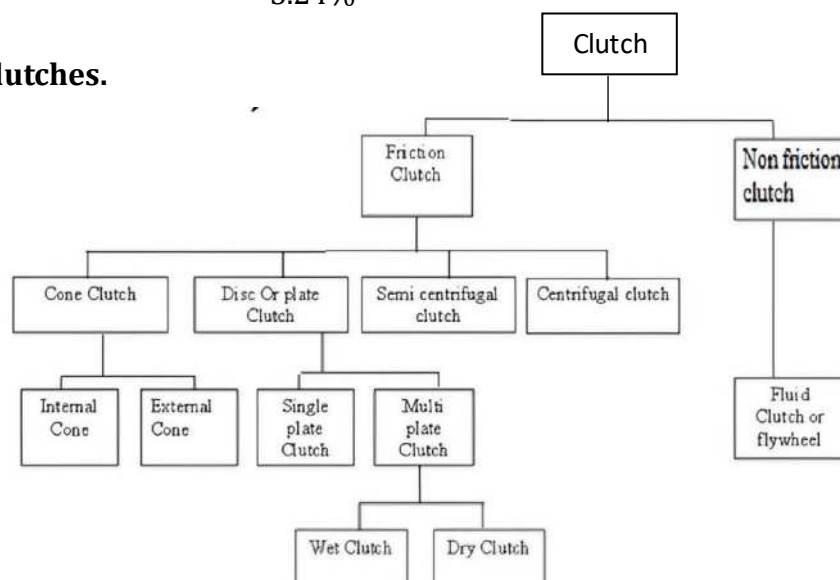 Clutch
lutches.
Friction
Clutch
Non friction
clutch
Cone Clutch
Disc Or plate
Clutch
Semi centrifugal
clutch
Centrifugal clutch
Internal
Cone
External
Cone
Single
plate
Clutch
Multi
plate
Clutch
Fluid
Clutch or
flywheel
Wet Clutch
Dry Clutch